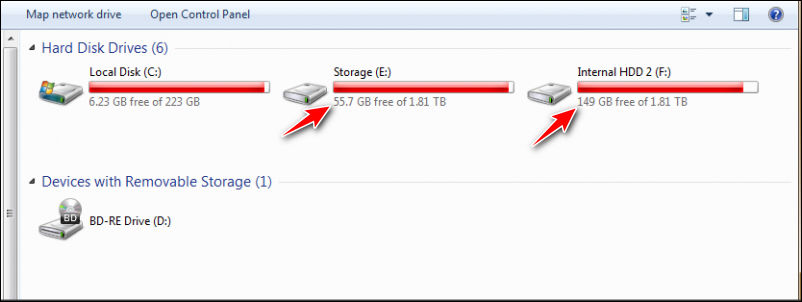 Map network drive Open Control Panel
Hard Disk Drives (6)
Local Disk (C:) Storage (E:) Internal HDD 2 (F:)
6.23 GB free of 223 GB 55.7 GB free of 1.81 TB 149 GB free of 1.81 TB
Devices with Removable Storage (1)
BD
BD-RE Drive (D:)